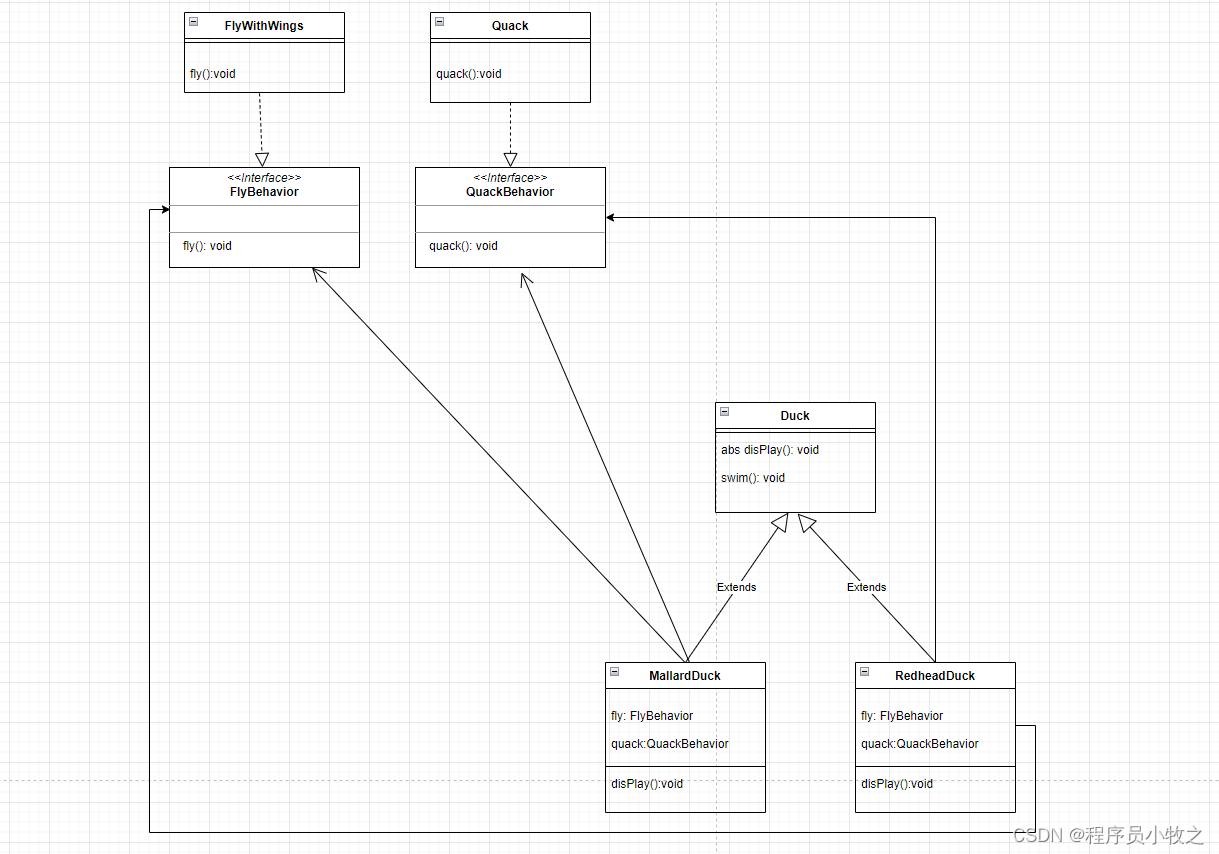 FlyWithWings
fly():void
Quack
quack():void
<<Interface>>
FlyBehavior
fly(): void
<<Interface>>
QuackBehavior
quack(): void
Duck
abs disPlay(): void
swim(): void
Extends
Extends
MallardDuck
fly: FlyBehavior
quack:QuackBehavior
disPlay():void
RedheadDuck
fly: FlyBehavior
quack:QuackBehavior
disPlay():void
CSDN @程序员小牧之